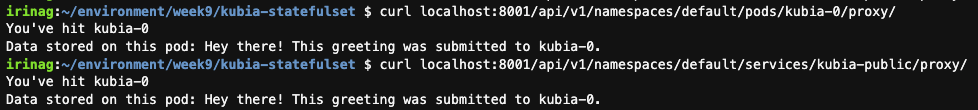 irinag:~/environment/week9/kubia-statefulset $ curl localhost:8001/api/v1/namespaces/default/pods/kubia-0/proxy/
You've hit kubia-0
Data stored on this pod: Hey there! This greeting was submitted to kubia-0.
irinag:~/environment/week9/kubia-statefulset $ curl localhost:8001/api/v1/namespaces/default/services/kubia-public/proxy/
You've hit kubia-0
Data stored on this pod: Hey there! This greeting was submitted to kubia-0.